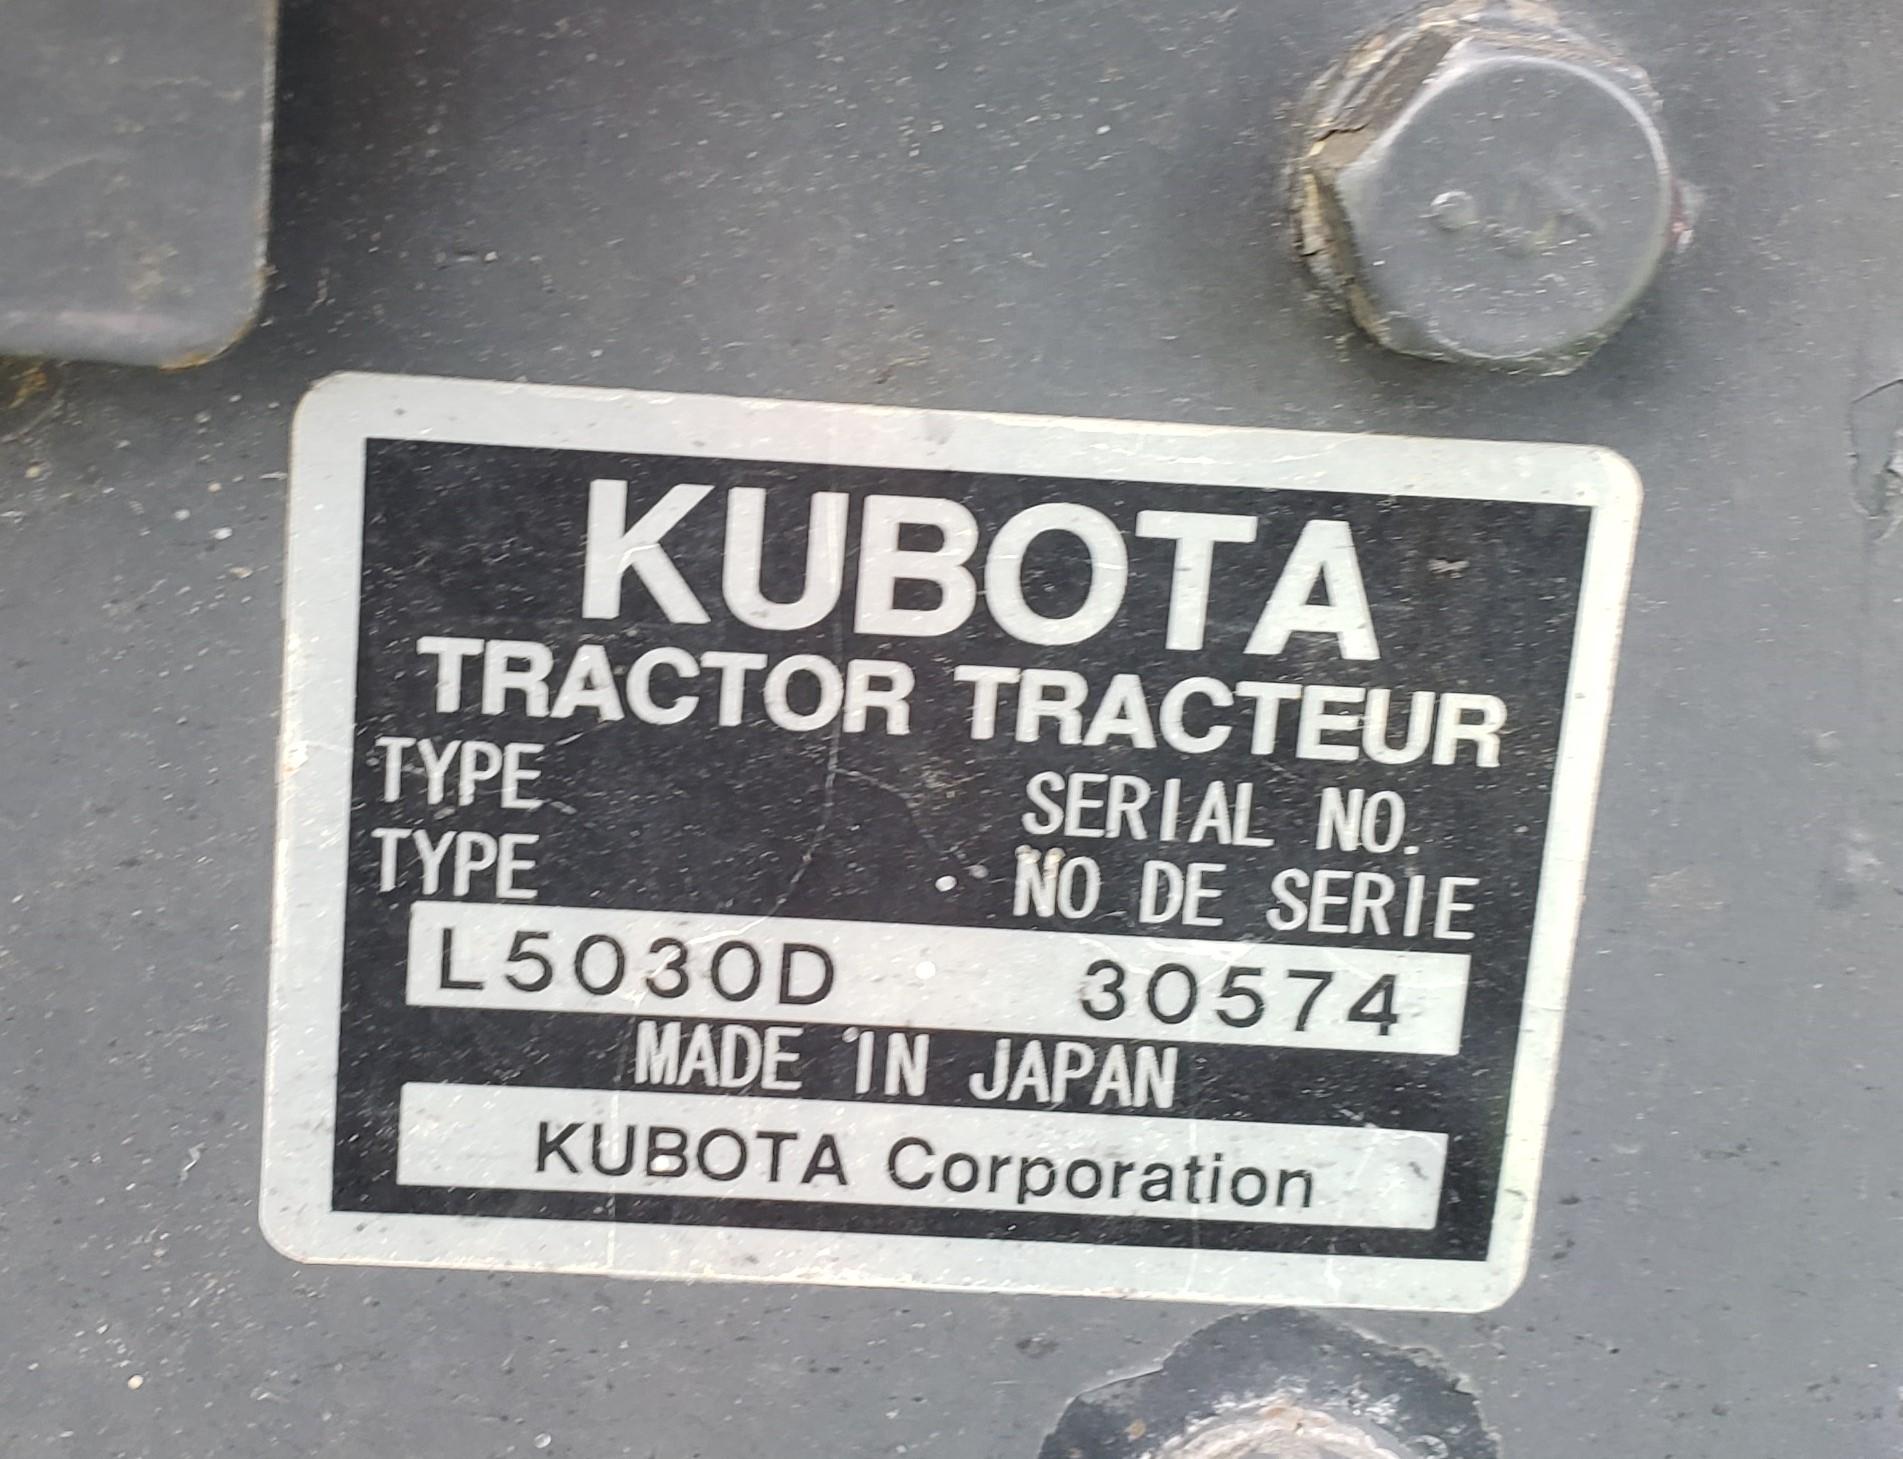 KUBOTA
TRACTOR TRACTEUR
TYPE SERIAL NO.
TYPE NO DE SERIE
L5030D 30574
MADE IN JAPAN
KUBOTA Corporation